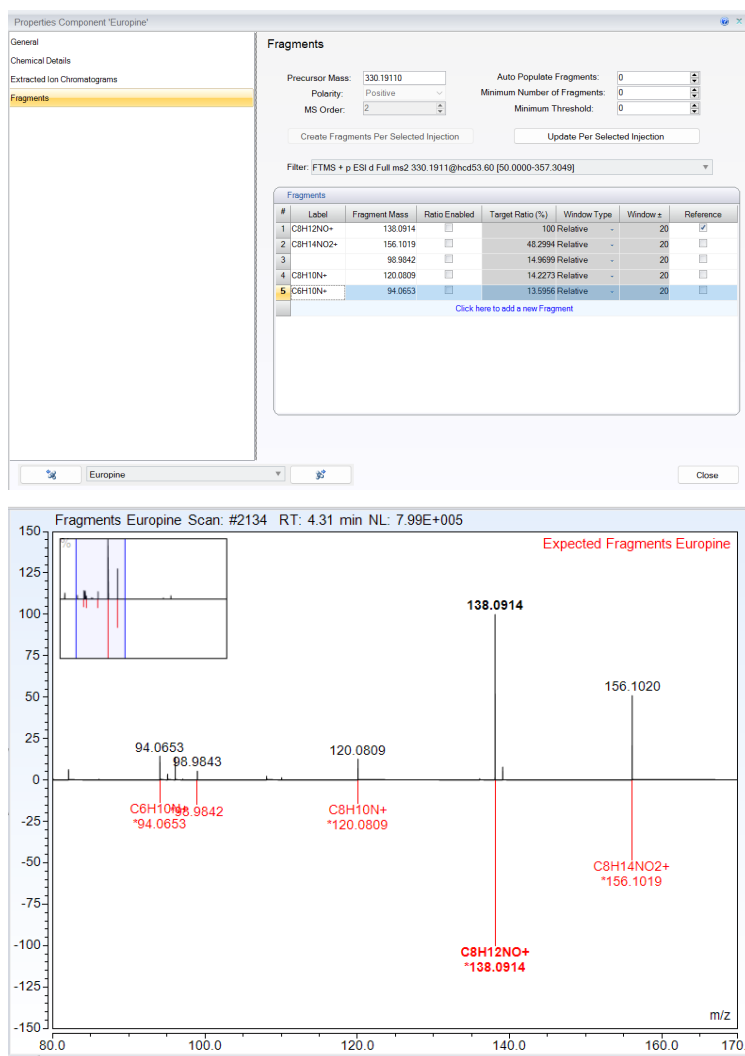 Properties Component 'Europine'
General
Chemical Details
Extracted Ion Chromatograms
Fragments
Fragments
Precursor Mass: 330.19110 Auto Populate Fragments: 0
Polarity: Positive Minimum Number of Fragments: 0
MS Order: 2 Minimum Threshold: 0
Create Fragments Per Selected Injection Update Per Selected Injection
Filter: FTMS + p ESI d Full ms2 330.1911@hcd53.60 [50.0000-357.3049]
Fragments
# Label Fragment Mass Ratio Enabled Target Ratio (%) Window Type Window ± Reference
1 C8H12NO+ 138.0914 100 Relative - 20
2 C8H14NO2+ 156.1019 48.2994 Relative - 20
3 98.9842 14.9699 Relative - 20
4 C8H10N+ 120.0809 14.2273 Relative - 20
5 C6H10N+ 94.0653 13.5956 Relative - 20
Click here to add a new Fragment
Europine Close
Fragments Europine Scan: #2134 RT: 4.31 min NL: 7.99E+005
Expected Fragments Europine
%
150
125
100
75
50
25
0
-25
-50
-75
-100
-125
-150
138.0914
156.1020
94.0653
98.9843
120.0809
C6H10N+
*94.0653
*98.9842
C8H10N+
*120.0809
C8H14NO2+
*156.1019
C8H12NO+
*138.0914
m/z
80.0 100.0 120.0 140.0 160.0 170.